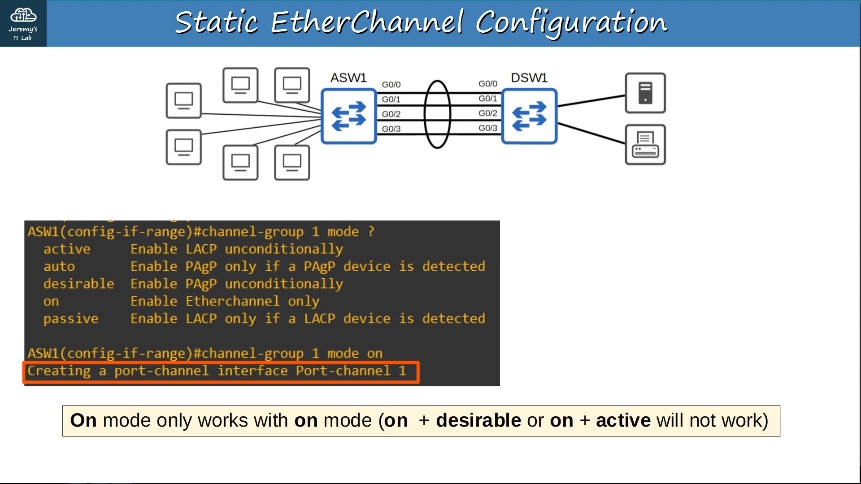 Jeremy's
IT Lab
Static EtherChannel Configuration
ASW1
DSW1
G0/0
G0/0
G0/1
G0/1
G0/2
G0/2
G0/3
G0/3
ASW1(config-if-range)#channel-group 1 mode ?
active Enable LACP unconditionally
auto Enable PAgP only if a PAgP device is detected
desirable Enable PAgP unconditionally
on Enable Etherchannel only
passive Enable LACP only if a LACP device is detected
ASW1(config-if-range)#channel-group 1 mode on
Creating a port-channel interface Port-channel 1
On mode only works with on mode (on + desirable or on + active will not work)